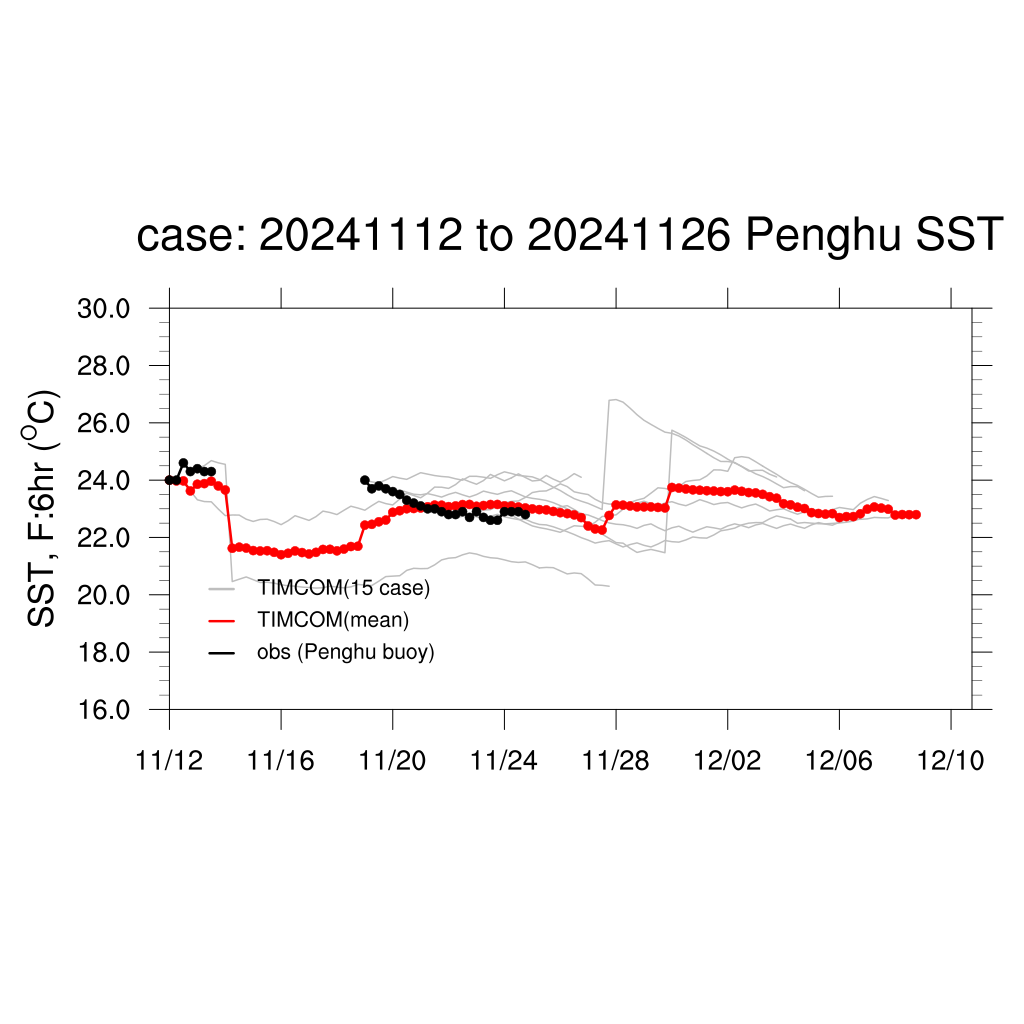 case: 20241112 to 20241126 Penghu SST
30.0
28.0
26.0
24.0
22.0
20.0
18.0
16.0
SST, F:6hr (°C)
TIMCOM(15 case)
TIMCOM(mean)
obs (Penghu buoy)
11/12 11/16 11/20 11/24 11/28 12/02 12/06 12/10